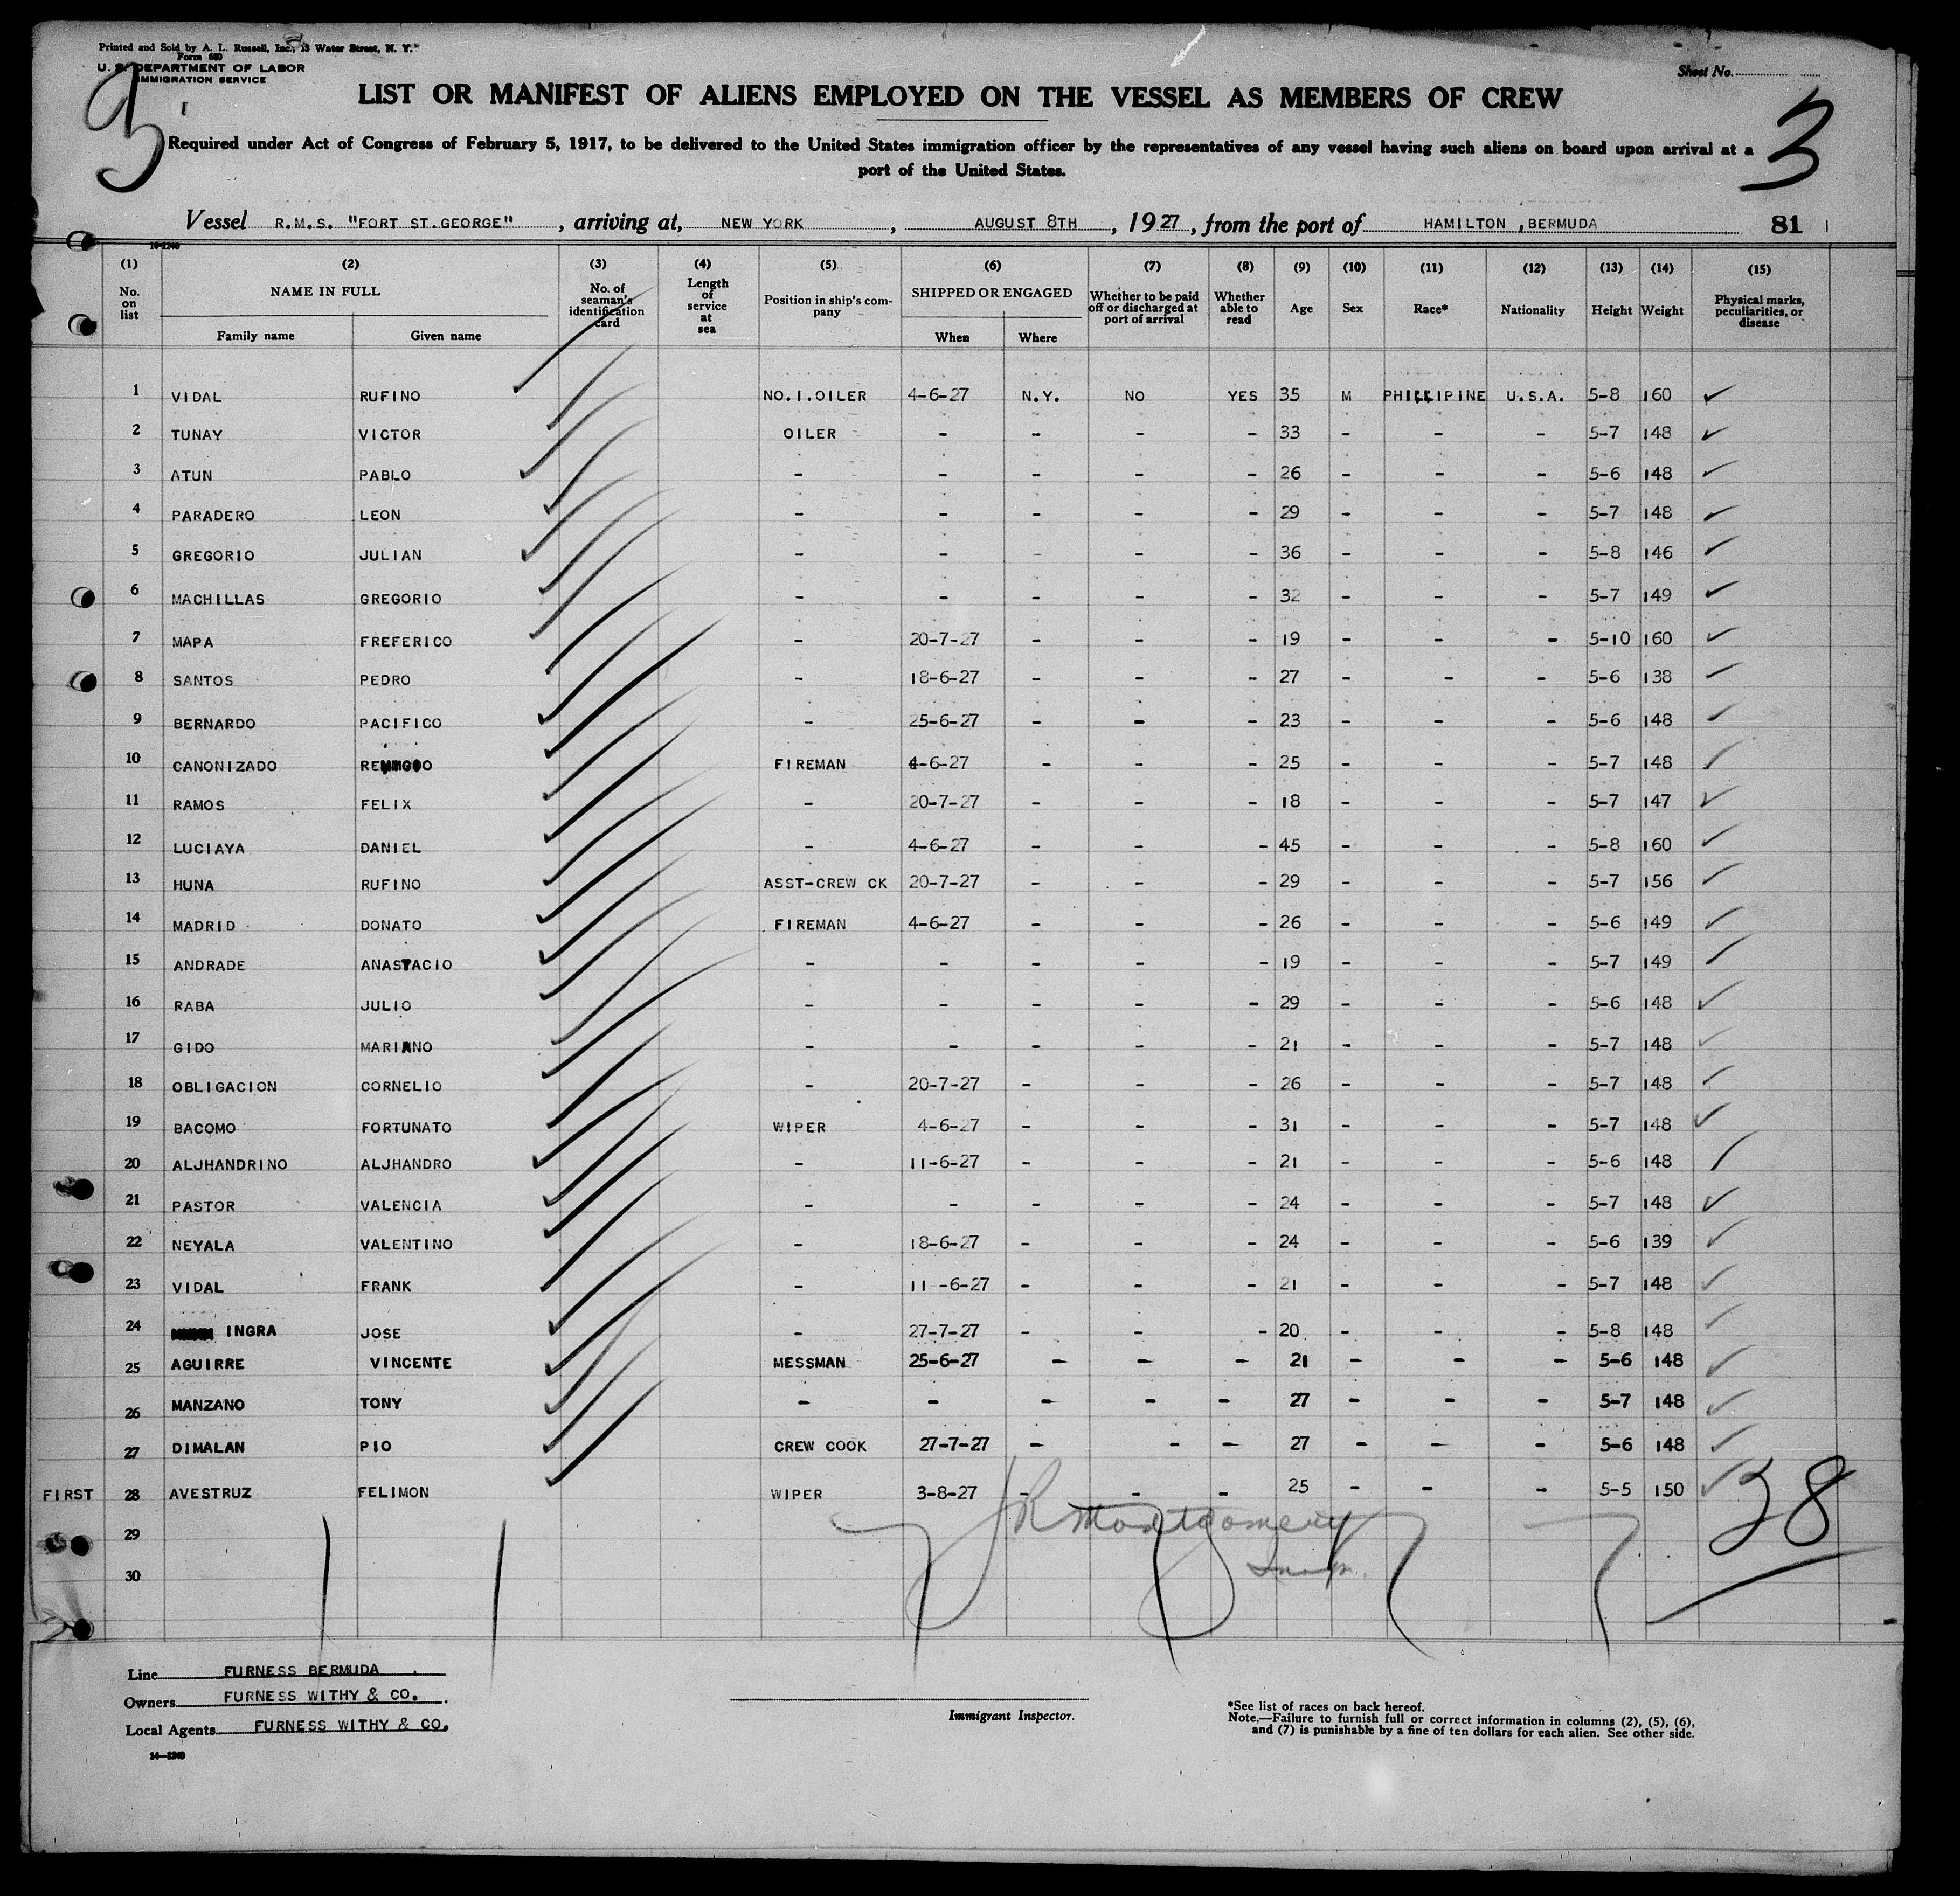 Printed and Sold by A. L. Russell, Inc., 13 Water Street, N. Y.
Form 680
U. S. DEPARTMENT OF LABOR
IMMIGRATION SERVICE
Sheet No.
3
LIST OR MANIFEST OF ALIENS EMPLOYED ON THE VESSEL AS MEMBERS OF CREW
Required under Act of Congress of February 5, 1917, to be delivered to the United States immigration officer by the representatives of any vessel having such aliens on board upon arrival at a
port of the United States.
Vessel R.M.S. "FORT ST.GEORGE", arriving at, NEW YORK, AUGUST 8TH, 1927, from the port of HAMILTON ,BERMUDA 81
14-1240
(1) (2) (3) (4) (5) (6) (7) (8) (9) (10) (11) (12) (13) (14) (15)
No. on list NAME IN FULL No. of seaman's identification card Length of service at sea Position in ship's com-pany SHIPPED OR ENGAGED Whether to be paid off or discharged at port of arrival Whether able to read Age Sex Race* Nationality Height Weight Physical marks, peculiarities, or disease
Family name Given name When Where
1 VIDAL RUFINO NO.1.OILER 4-6-27 N.Y. NO YES 35 M PHILLIPINE U.S.A. 5-8 160
2 TUNAY VICTOR OILER - - - - 33 - - - 5-7 148
3 ATUN PABLO - - - - - 26 - - - 5-6 148
4 PARADERO LEON - - - - - 29 - - - 5-7 148
5 GREGORIO JULIAN - - - - - 36 - - - 5-8 146
6 MACHILLAS GREGORIO - - - - - 32 - - - 5-7 149
7 MAPA FREFERICO - 20-7-27 - - - 19 - - - 5-10 160
8 SANTOS PEDRO - 18-6-27 - - - 27 - - - 5-6 138
9 BERNARDO PACIFICO - 25-6-27 - - - 23 - - - 5-6 148
10 CANONIZADO FIREMAN 4-6-27 - - - 25 - - - 5-7 148
11 RAMOS FELIX - 20-7-27 - - - 18 - - - 5-7 147
12 LUCIAYA DANIEL - 4-6-27 - - - 45 - - - 5-8 160
13 HUNA RUFINO ASST-CREW CK 20-7-27 - - - 29 - - - 5-7 156
14 MADRID DONATO FIREMAN 4-6-27 - - - 26 - - - 5-6 149
15 ANDRADE ANASTACIO - - - - - 19 - - - 5-7 149
16 RABA JULIO - - - - - 29 - - - 5-6 148
17 GIDO MARIANO - - - - - 21 - - - 5-7 148
18 OBLIGACION CORNELIO - 20-7-27 - - - 26 - - - 5-7 148
19 BACOMO FORTUNATO WIPER 4-6-27 - - - 31 - - - 5-7 148
20 ALJHANDRINO ALJHANDRO - 11-6-27 - - - 21 - - - 5-6 148
21 PASTOR VALENCIA - - - - - 24 - - - 5-7 148
22 NEYALA VALENTINO - 18-6-27 - - - 24 - - - 5-6 139
23 VIDAL FRANK - 11 -6-27 - - - 21 - - - 5-7 148
24 INGRA JOSE - 27-7-27 - - - 20 - - - 5-8 148
25 AGUIRRE VINCENTE MESSMAN 25-6-27 - - - 21 - - - 5-6 148
26 MANZANO TONY - - - - - 27 - - - 5-7 148
27 DIMALAN PIO CREW COOK 27-7-27 - - - 27 - - - 5-6 148
FIRST 28 AVESTRUZ FELIMON WIPER 3-8-27 - - - 25 - - - 5-5 150
29 JR Montgomery 38
30
Line FURNESS BERMUDA
Owners FURNESS WITHY & CO.
Local Agents FURNESS WITHY & CO.
14-1240
Immigrant Inspector.
*See list of races on back hereof.
Note.—Failure to furnish full or correct information in columns (2), (5), (6),
and (7) is punishable by a fine of ten dollars for each alien. See other side.